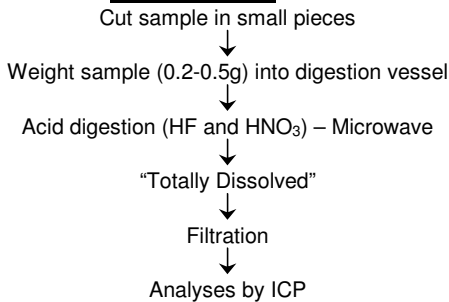 Cut sample in small pieces
Weight sample (0.2-0.5g) into digestion vessel
Acid digestion (HF and HNO₃) – Microwave
“Totally Dissolved”
Filtration
Analyses by ICP